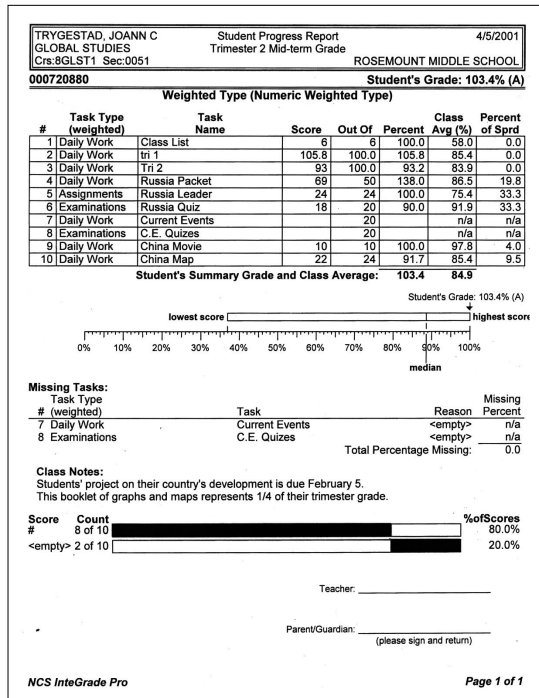 TRYGESTAD, JOANN C Student Progress Report 4/5/2001
GLOBAL STUDIES Trimester 2 Mid-term Grade
Crs:8GLST1 Sec:0051 ROSEMOUNT MIDDLE SCHOOL
000720880 Student's Grade: 103.4% (A)
Weighted Type (Numeric Weighted Type)
Task Type Task Class Percent
# (weighted) Name Score Out Of Percent Avg (%) of Sprd
1 Daily Work Class List 6 6 100.0 58.0 0.0
2 Daily Work tri 1 105.8 100.0 105.8 85.4 0.0
3 Daily Work Tri 2 93 100.0 93.2 83.9 0.0
4 Daily Work Russia Packet 69 50 138.0 86.5 19.8
5 Assignments Russia Leader 24 24 100.0 75.4 33.3
6 Examinations Russia Quiz 18 20 90.0 91.9 33.3
7 Daily Work Current Events 20 n/a n/a
8 Examinations C.E. Quizes 20 n/a n/a
9 Daily Work China Movie 10 10 100.0 97.8 4.0
10 Daily Work China Map 22 24 91.7 85.4 9.5
Student's Summary Grade and Class Average: 103.4 84.9
Student's Grade: 103.4% (A)
lowest score highest score
0% 10% 20% 30% 40% 50% 60% 70% 80% 90% 100%
median
Missing Tasks:
Task Type Missing
# (weighted) Task Reason Percent
7 Daily Work Current Events <empty> n/a
8 Examinations C.E. Quizes <empty> n/a
Total Percentage Missing: 0.0
Class Notes:
Students' project on their country's development is due February 5.
This booklet of graphs and maps represents 1/4 of their trimester grade.
Score Count %ofScores
# 8 of 10 80.0%
<empty> 2 of 10 20.0%
Teacher:
Parent/Guardian:
(please sign and return)
NCS InteGrade Pro Page 1 of 1